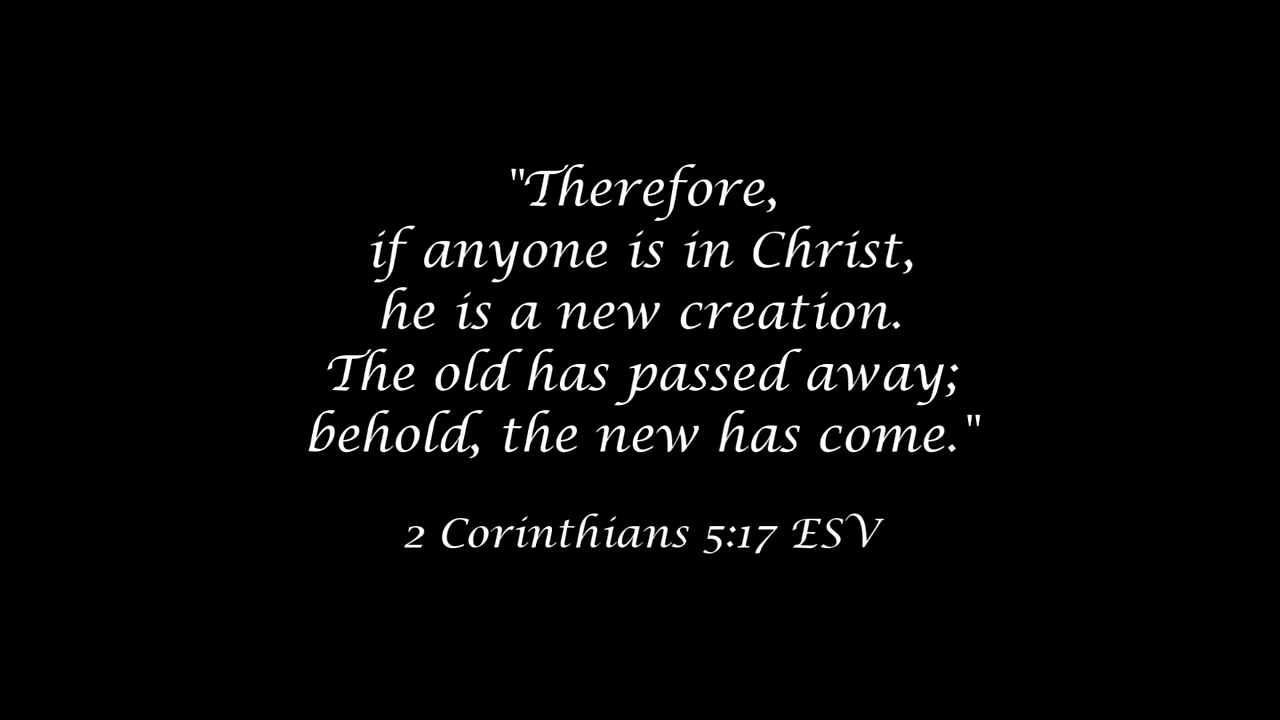 "Therefore,
if anyone is in Christ,
he is a new creation.
The old has passed away;
behold, the new has come."
2 Corinthians 5:17 ESV